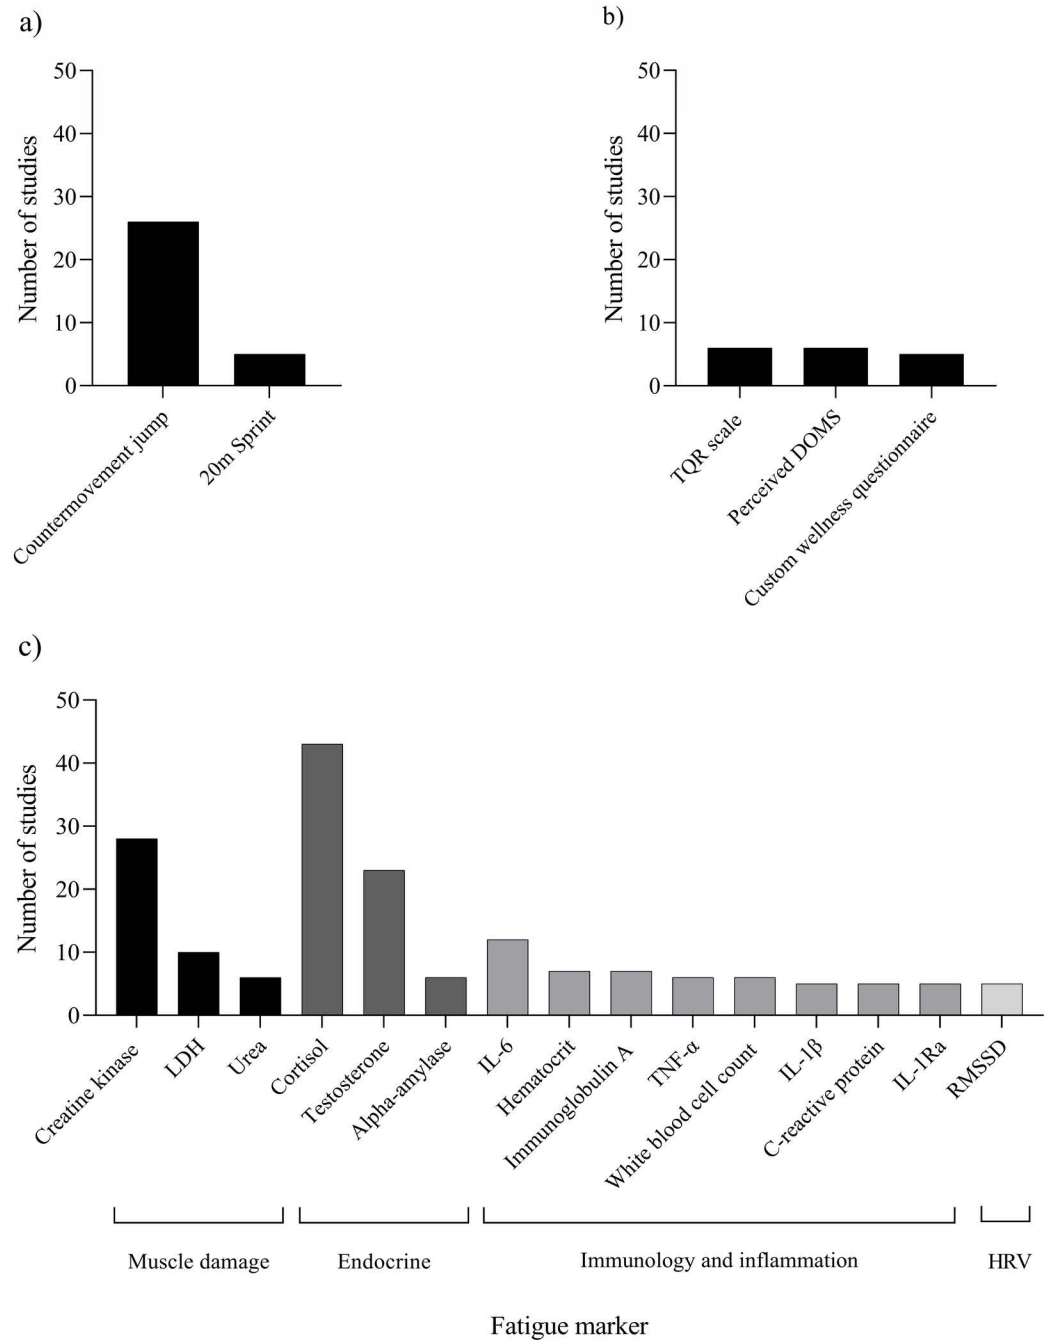 a)
50
40
30
20
10
0
Number of studies
Countermovement jump
20m Sprint
b)
50
40
30
20
10
0
Number of studies
TQR scale
Perceived DOMS
Custom wellness questionnaire
c)
50
40
30
20
10
0
Number of studies
Creatine kinase
LDH
Urea
Cortisol
Testosterone
Alpha-amylase
IL-6
Hematocrit
Immunoglobulin A
TNF-α
White blood cell count
IL-1β
C-reactive protein
IL-1Ra
RMSSD
Muscle damage
Endocrine
Immunology and inflammation
HRV
Fatigue marker